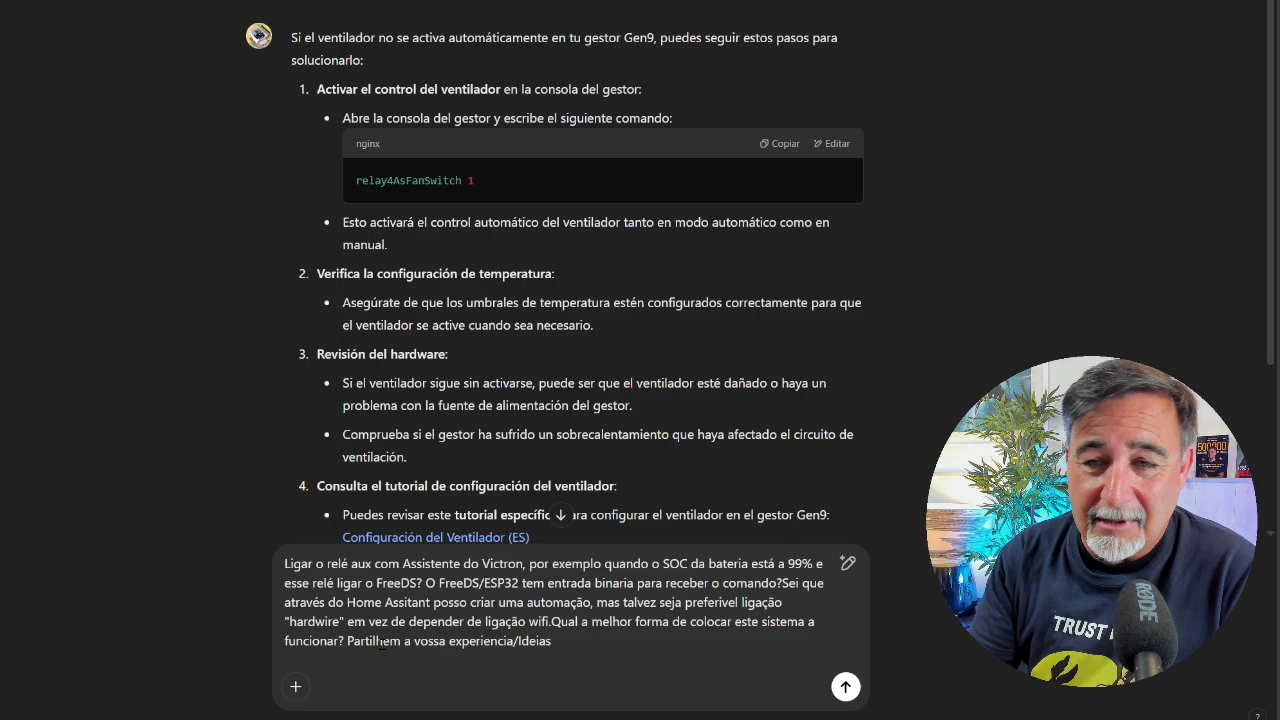 Si el ventilador no se activa automáticamente en tu gestor Gen9, puedes seguir estos pasos para
solucionarlo:
1. Activar el control del ventilador en la consola del gestor:
• Abre la consola del gestor y escribe el siguiente comando:
nginx
Copiar
Editar
relay4AsFanSwitch 1
• Esto activará el control automático del ventilador tanto en modo automático como en
manual.
2. Verifica la configuración de temperatura:
• Asegúrate de que los umbrales de temperatura estén configurados correctamente para que
el ventilador se active cuando sea necesario.
3. Revisión del hardware:
• Si el ventilador sigue sin activarse, puede ser que el ventilador esté dañado o haya un
problema con la fuente de alimentación del gestor.
• Comprueba si el gestor ha sufrido un sobrecalentamiento que haya afectado el circuito de
ventilación.
4. Consulta el tutorial de configuración del ventilador:
• Puedes revisar este tutorial específic ara configurar el ventilador en el gestor Gen9:
Configuración del Ventilador (ES)
Ligar o relé aux com Assistente do Victron, por exemplo quando o SOC da bateria está a 99% e
esse relé ligar o FreeDS? O FreeDS/ESP32 tem entrada binaria para receber o comando?Sei que
através do Home Assitant posso criar uma automação, mas talvez seja preferivel ligação
"hardwire" em vez de depender de ligação wifi.Qual a melhor forma de colocar este sistema a
funcionar? Partilhem a vossa experiencia/Ideias
RØDE
TRUST
500.000
?